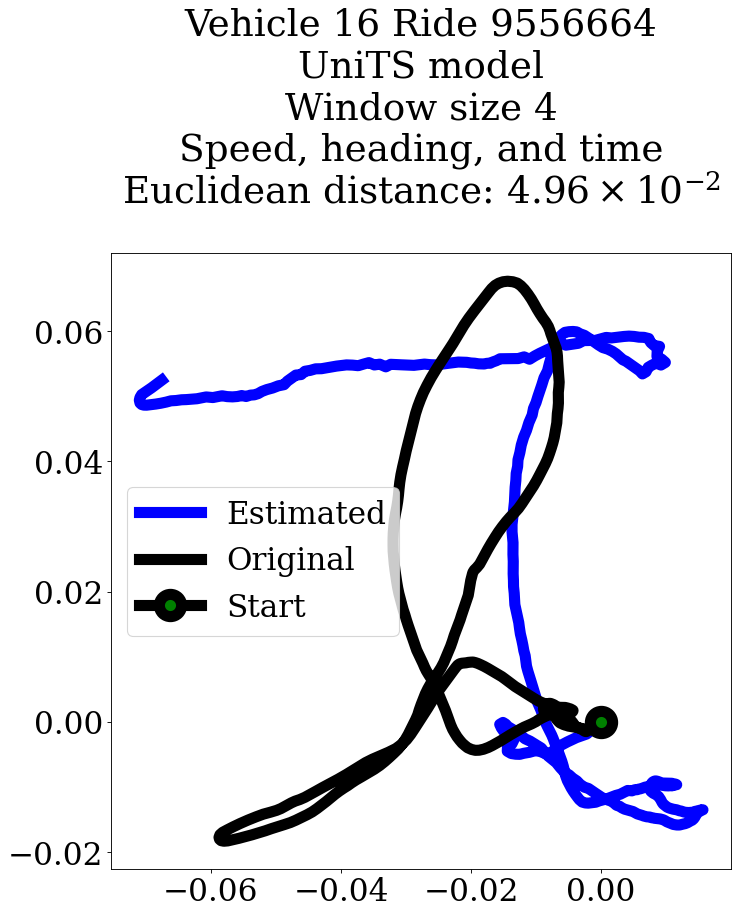 Vehicle 16 Ride 9556664
UniTS model
Window size 4
Speed, heading, and time
Euclidean distance: 4.96 × 10⁻²
0.06
0.04
0.02
0.00
−0.02
Estimated
Original
Start
−0.06 −0.04 −0.02 0.00